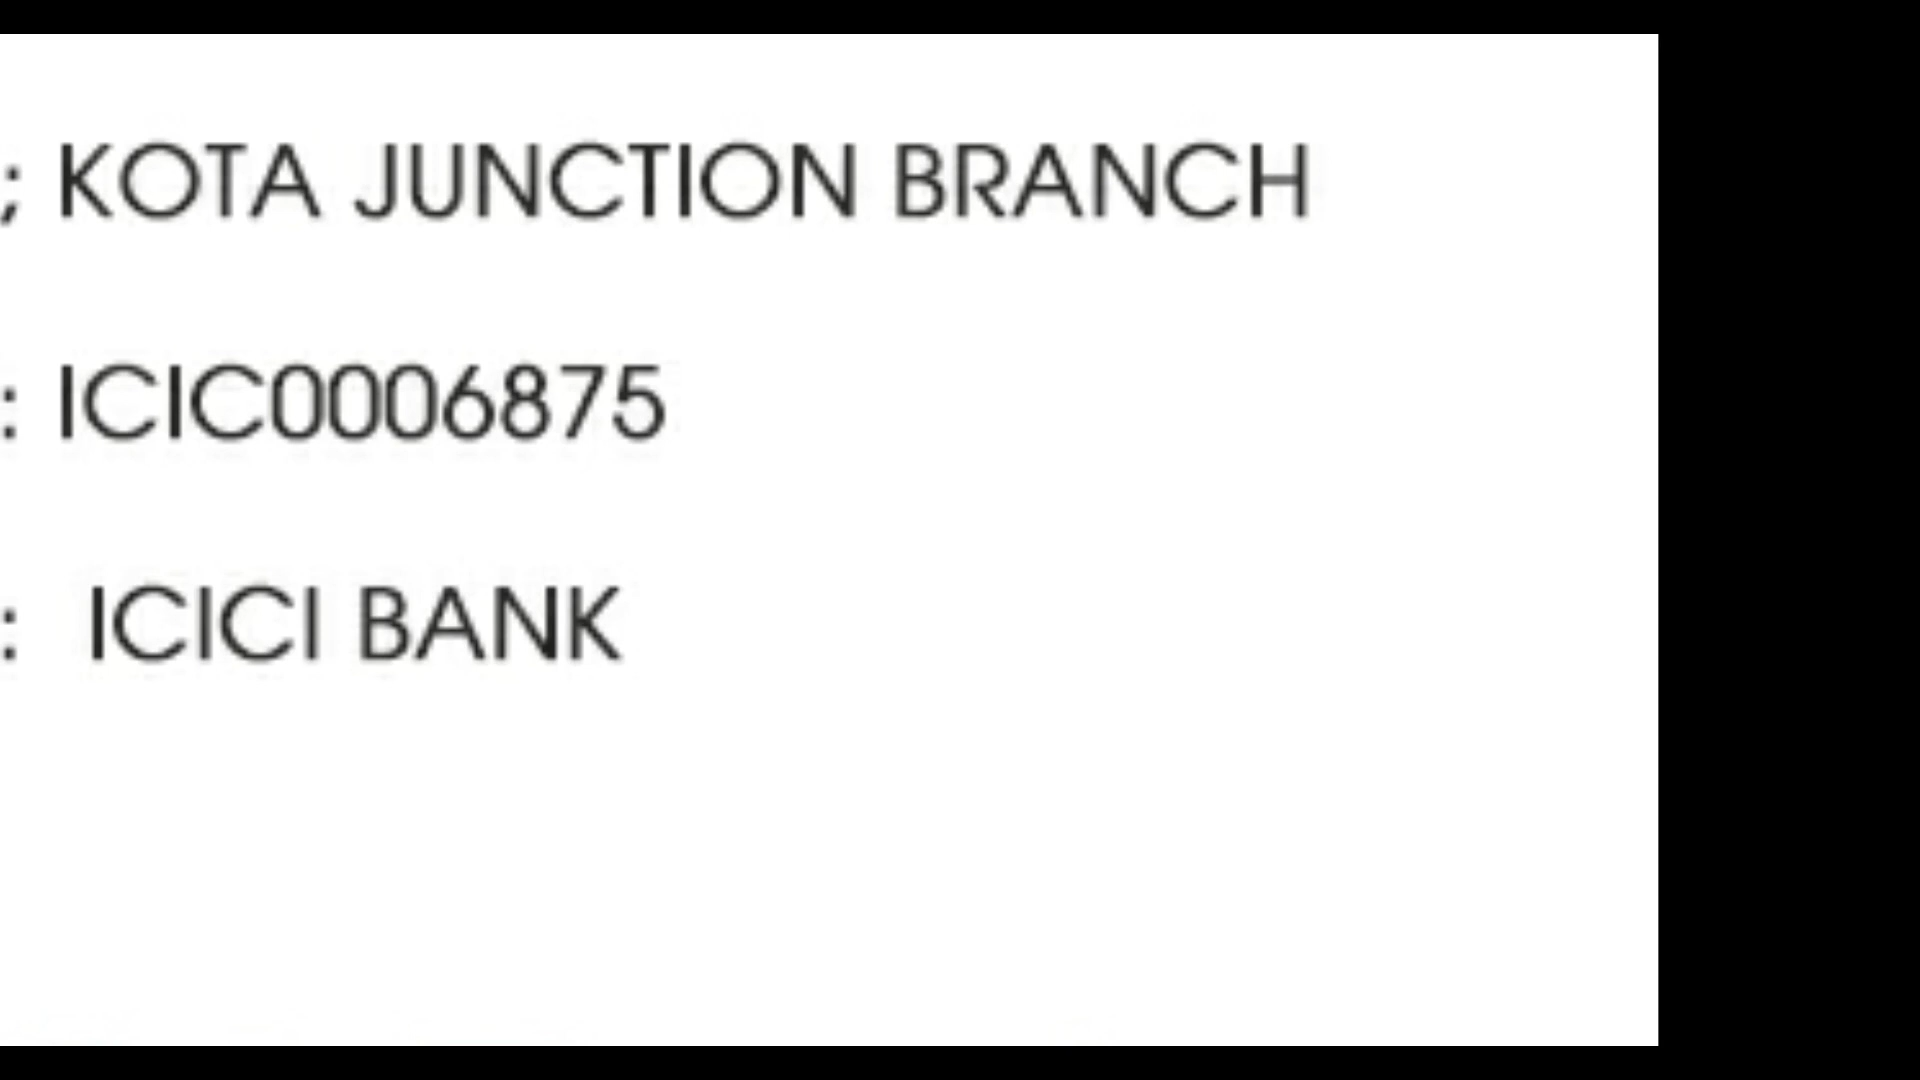 ; KOTA JUNCTION BRANCH
: ICIC0006875
: ICICI BANK